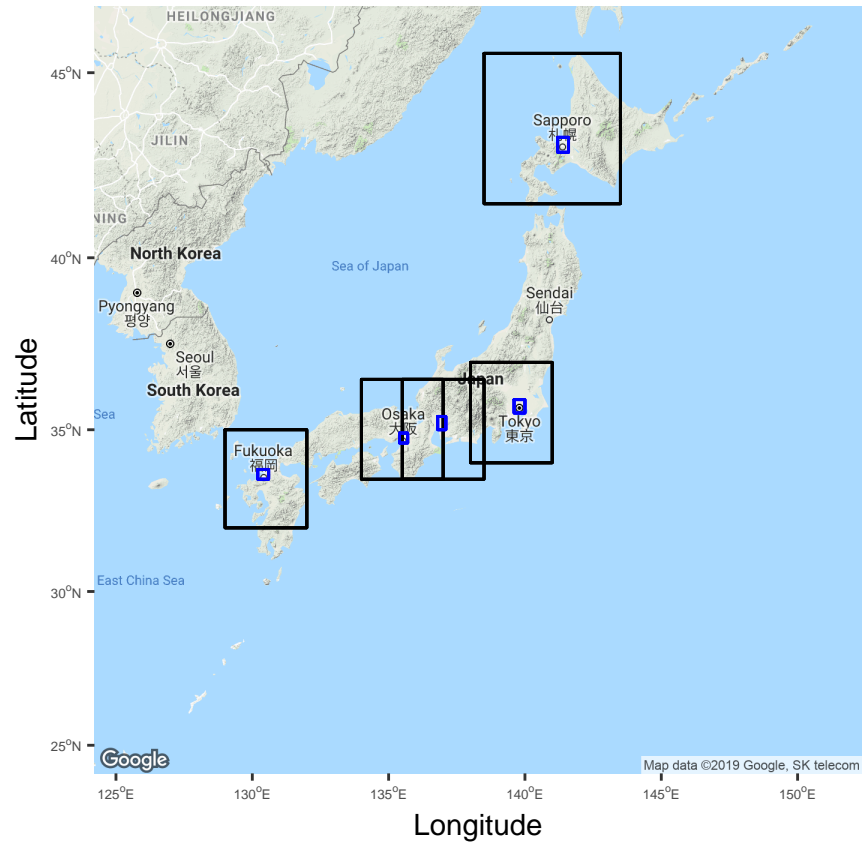 HEILONGJIANG
45°N
Sapporo
札幌
JILIN
NING
40°N
North Korea
Sea of Japan
Pyongyang
평양
Sendai
仙台
Seoul
서울
South Korea
Japan
Latitude
Sea
Osaka
大阪
Tokyo
東京
35°N
Fukuoka
福岡
30°N
East China Sea
25°N
Google
Map data ©2019 Google, SK telecom
125°E 130°E 135°E 140°E 145°E 150°E
Longitude